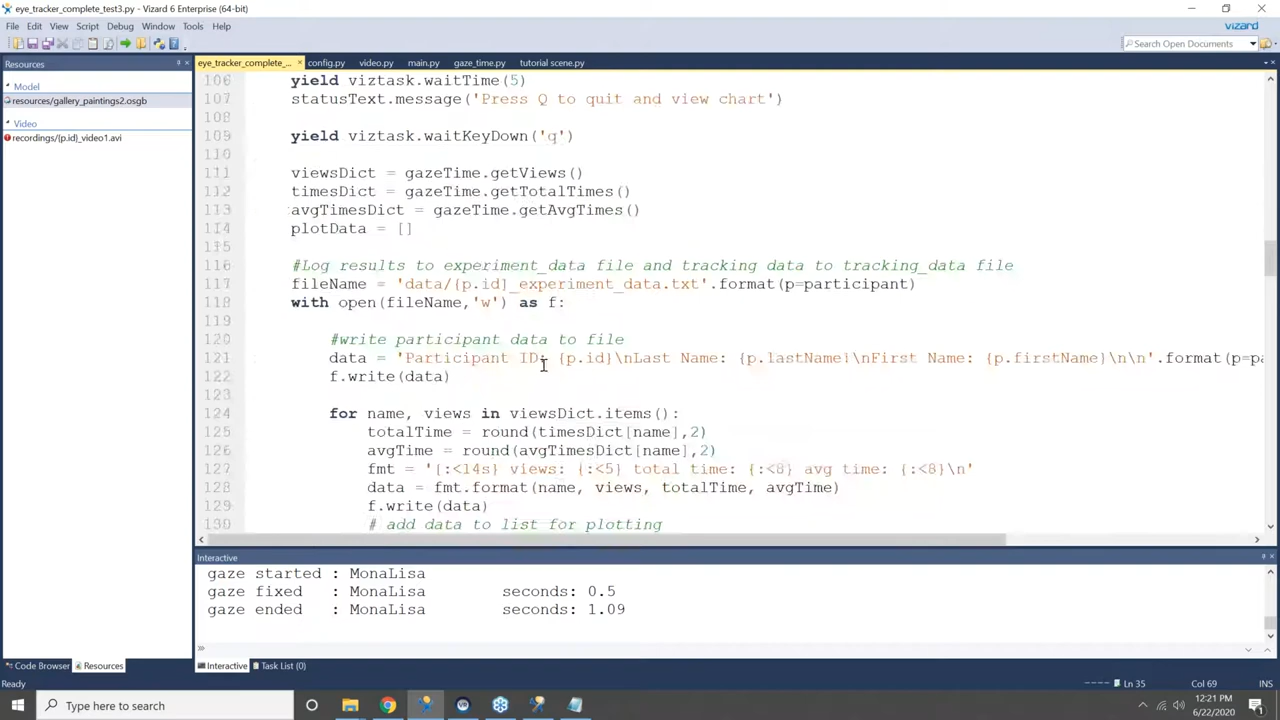 eye_tracker_complete_test3.py - Vizard 6 Enterprise (64-bit)
File Edit View Script Debug Window Tools Help
vizard
Search Open Documents
Resources
eye_tracker_complete_... config.py video.py main.py gaze_time.py tutorial scene.py
Model
resources/gallery_paintings2.osgb
Video
recordings/{p.id}_video1.avi
106 yield viztask.waitTime(5)
107 statusText.message('Press Q to quit and view chart')
108
109 yield viztask.waitKeyDown('q')
110
111 viewsDict = gazeTime.getViews()
112 timesDict = gazeTime.getTotalTimes()
113 avgTimesDict = gazeTime.getAvgTimes()
114 plotData = []
115
116 #Log results to experiment_data file and tracking data to tracking_data file
117 fileName = 'data/{p.id}_experiment_data.txt'.format(p=participant)
118 with open(fileName,'w') as f:
119
120 #write participant data to file
121 data = 'Participant ID: {p.id}\nLast Name: {p.lastName}\nFirst Name: {p.firstName}\n\n'.format(p=pa
122 f.write(data)
123
124 for name, views in viewsDict.items():
125 totalTime = round(timesDict[name],2)
126 avgTime = round(avgTimesDict[name],2)
127 fmt = '{:<14s} views: {:<5} total time: {:<8} avg time: {:<8}\n'
128 data = fmt.format(name, views, totalTime, avgTime)
129 f.write(data)
130 # add data to list for plotting
Interactive
gaze started : MonaLisa
gaze fixed : MonaLisa seconds: 0.5
gaze ended : MonaLisa seconds: 1.09
»
Code Browser Resources Interactive Task List (0)
Ready Ln 35 Col 69 INS
Type here to search
12:21 PM
6/22/2020